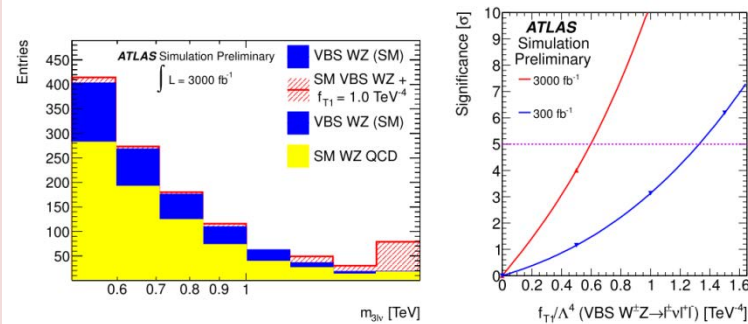 Entries
450
400
350
300
250
200
150
100
50
ATLAS Simulation Preliminary
∫ L = 3000 fb⁻¹
VBS WZ (SM)
SM VBS WZ +
f_T1 = 1.0 TeV⁻⁴
VBS WZ (SM)
SM WZ QCD
0.6 0.7 0.8 1
m_3lν [TeV]
Significance [σ]
10
9
8
7
6
5
4
3
2
1
0
ATLAS
Simulation
Preliminary
3000 fb⁻¹
300 fb⁻¹
0 0.2 0.4 0.6 0.8 1.0 1.2 1.4 1.6
f_T1/Λ⁴ (VBS W±Z→l±νl⁺l⁻) [TeV⁻⁴]